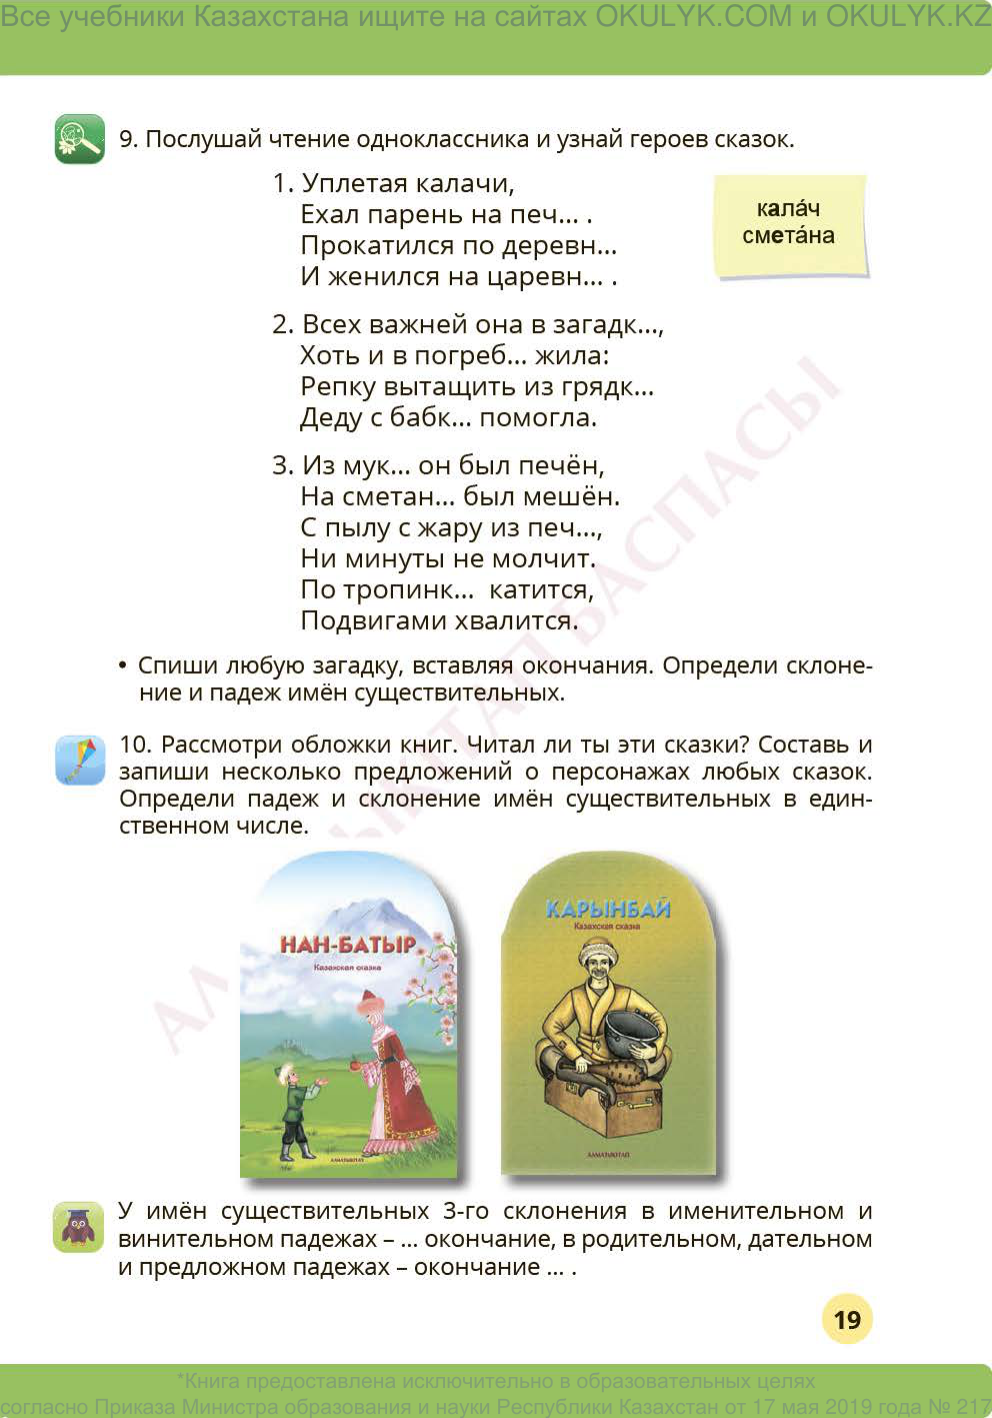 Все учебники Казахстана ищите на сайтах OKULYK.COM и OKULYK.KZ
9. Послушай чтение одноклассника и узнай героев сказок.
1. Уплетая калачи,
Ехал парень на печ... .
Прокатился по деревн...
И женился на царевн... .
кала́ч
смета́на
2. Всех важней она в загадк...,
Хоть и в погреб... жила:
Репку вытащить из грядк...
Деду с бабк... помогла.
3. Из мук... он был печён,
На сметан... был мешён.
С пылу с жару из печ...,
Ни минуты не молчит.
По тропинк... катится,
Подвигами хвалится.
• Спиши любую загадку, вставляя окончания. Определи склоне-
ние и падеж имён существительных.
10. Рассмотри обложки книг. Читал ли ты эти сказки? Составь и
запиши несколько предложений о персонажах любых сказок.
Определи падеж и склонение имён существительных в един-
ственном числе.
НАН-БАТЫР
Казахская сказка
АЛМАТЫКІТАП
КАРЫНБАЙ
Казахская сказка
АЛМАТЫКІТАП
У имён существительных 3-го склонения в именительном и
винительном падежах – ... окончание, в родительном, дательном
и предложном падежах – окончание ... .
19
АЛМАТЫКІТАП БАСПАСЫ
*Книга предоставлена исключительно в образовательных целях
согласно Приказа Министра образования и науки Республики Казахстан от 17 мая 2019 года № 217